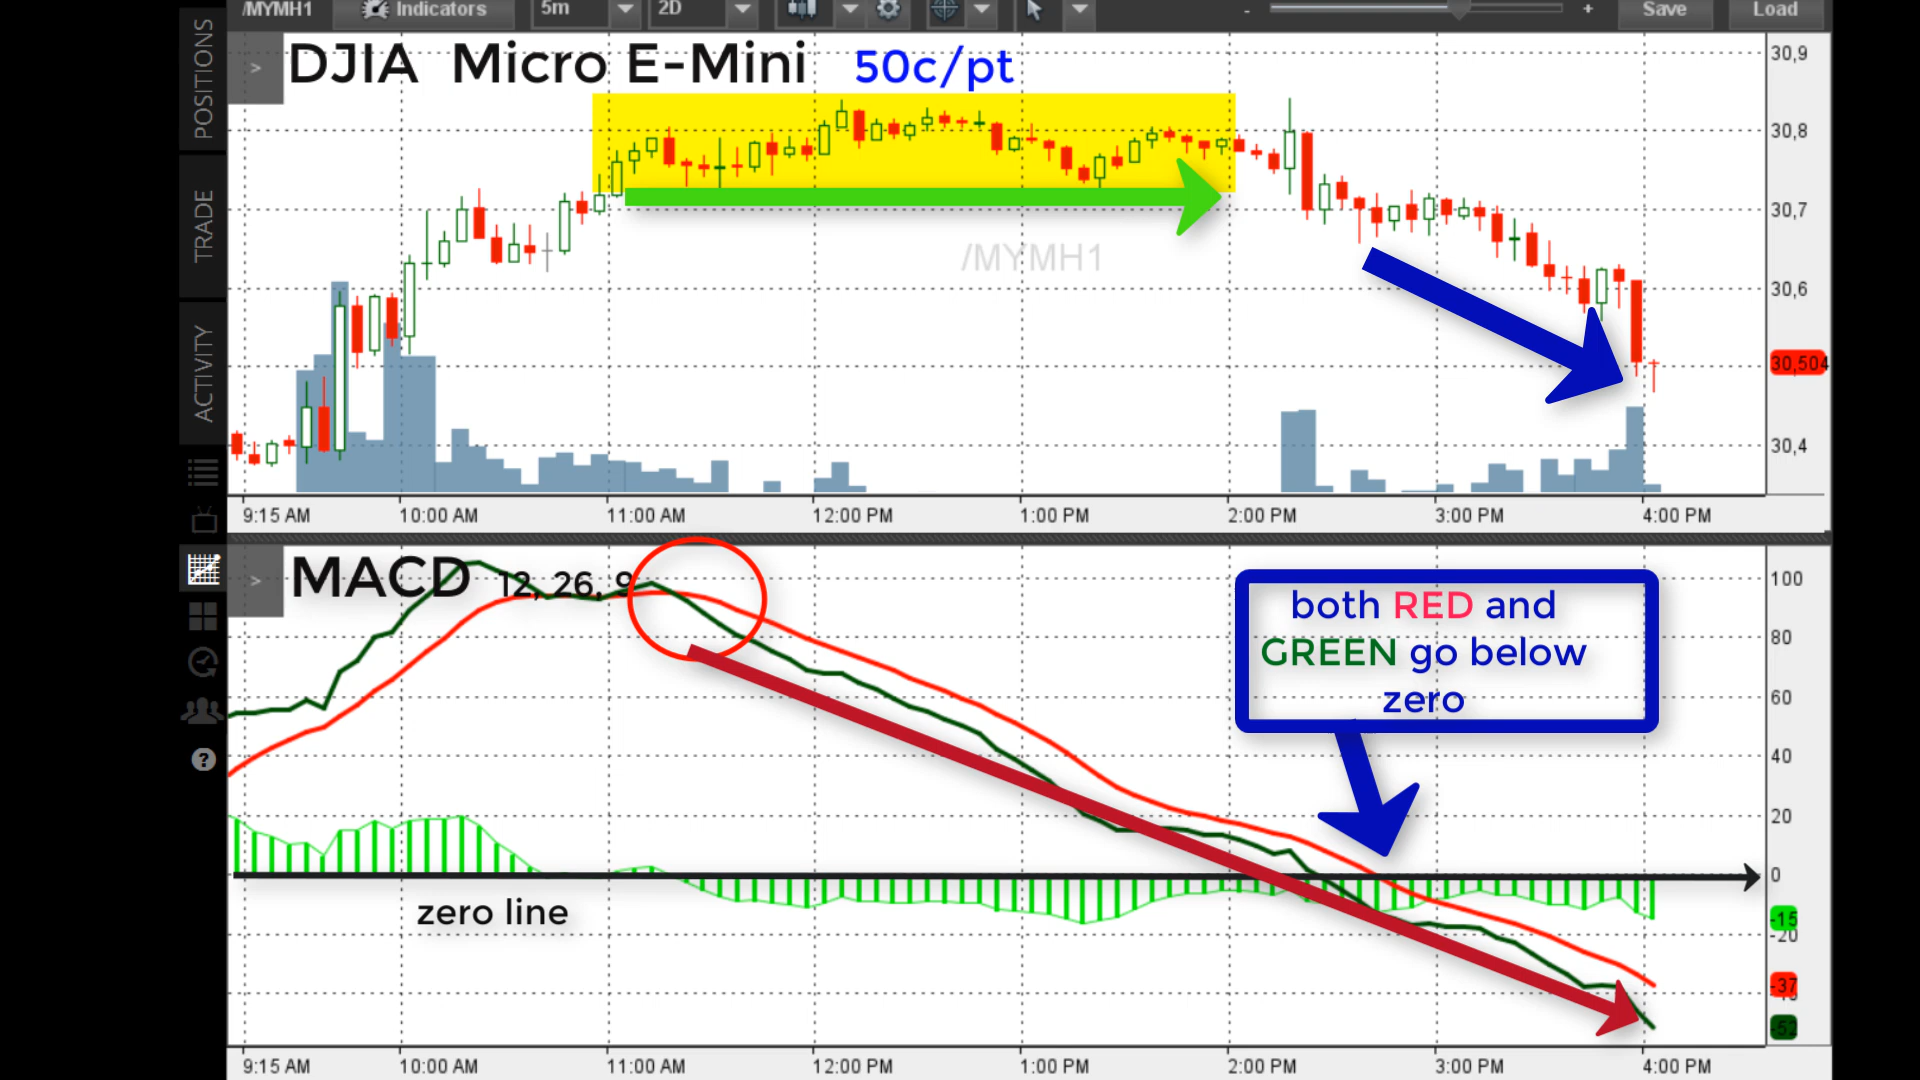 /MYMH1 Indicators 5m 2D - + Save Load
POSITIONS
TRADE
ACTIVITY
> DJIA Micro E-Mini 50c/pt
30,9
30,8
30,7
/MYMH1
30,6
30,504
30,4
9:15 AM 10:00 AM 11:00 AM 12:00 PM 1:00 PM 2:00 PM 3:00 PM 4:00 PM
> MACD 12, 26, 9
both RED and
GREEN go below
zero
100
80
60
40
20
0
zero line
-15
-20
-37
?
9:15 AM 10:00 AM 11:00 AM 12:00 PM 1:00 PM 2:00 PM 3:00 PM 4:00 PM